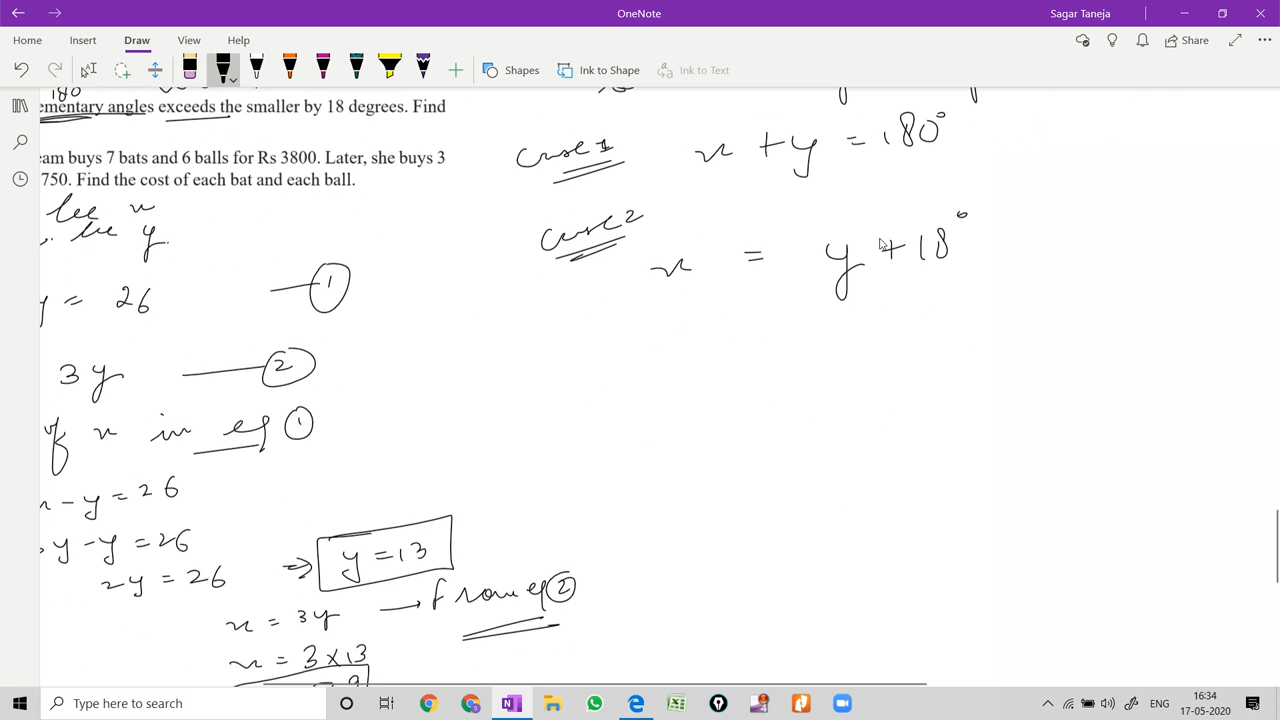 OneNote
Sagar Taneja
Home Insert Draw View Help
Share
Shapes Ink to Shape Ink to Text
180
ementary angles exceeds the smaller by 18 degrees. Find
eam buys 7 bats and 6 balls for Rs 3800. Later, she buys 3
750. Find the cost of each bat and each ball.
lee x
be y.
y = 26 — 1
3y — 2
of x in eq 1
x - y = 26
y - y = 26
2y = 26 ⇒ y = 13
x = 3y → from eq 2
x = 3 × 13
Case 1 x + y = 180°
Case 2
x = y + 18°
Type here to search
ENG
16:34
17-05-2020